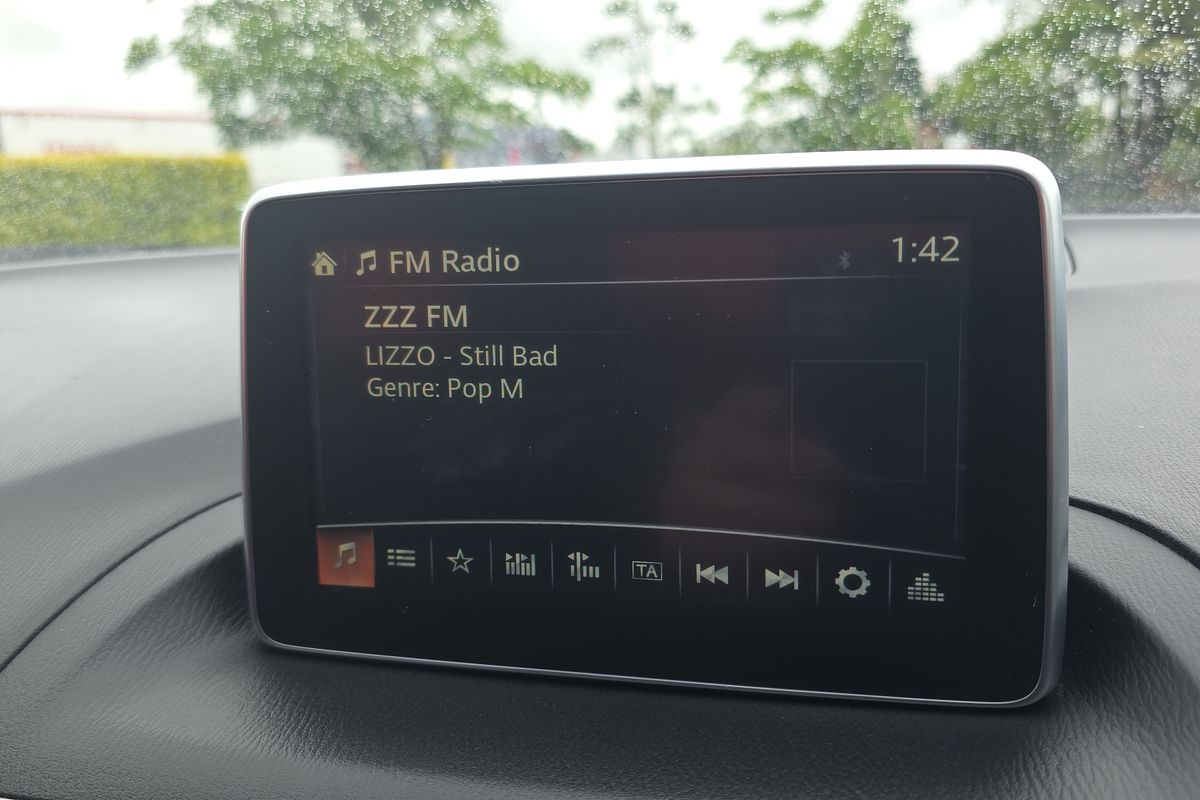 FM Radio
1:42
ZZZ FM
LIZZO - Still Bad
Genre: Pop M
TA